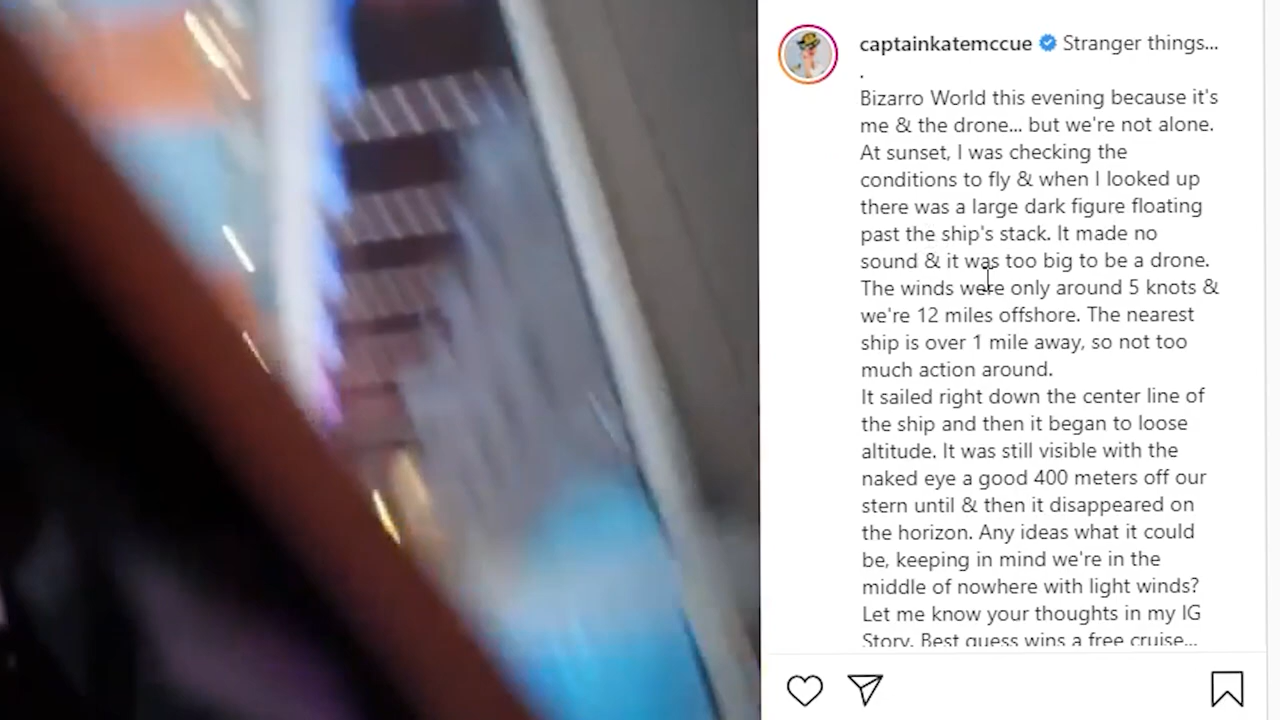 captainkatemccue Stranger things...
.
Bizarro World this evening because it's
me & the drone... but we're not alone.
At sunset, I was checking the
conditions to fly & when I looked up
there was a large dark figure floating
past the ship's stack. It made no
sound & it was too big to be a drone.
The winds were only around 5 knots &
we're 12 miles offshore. The nearest
ship is over 1 mile away, so not too
much action around.
It sailed right down the center line of
the ship and then it began to loose
altitude. It was still visible with the
naked eye a good 400 meters off our
stern until & then it disappeared on
the horizon. Any ideas what it could
be, keeping in mind we're in the
middle of nowhere with light winds?
Let me know your thoughts in my IG
Story. Best guess wins a free cruise...